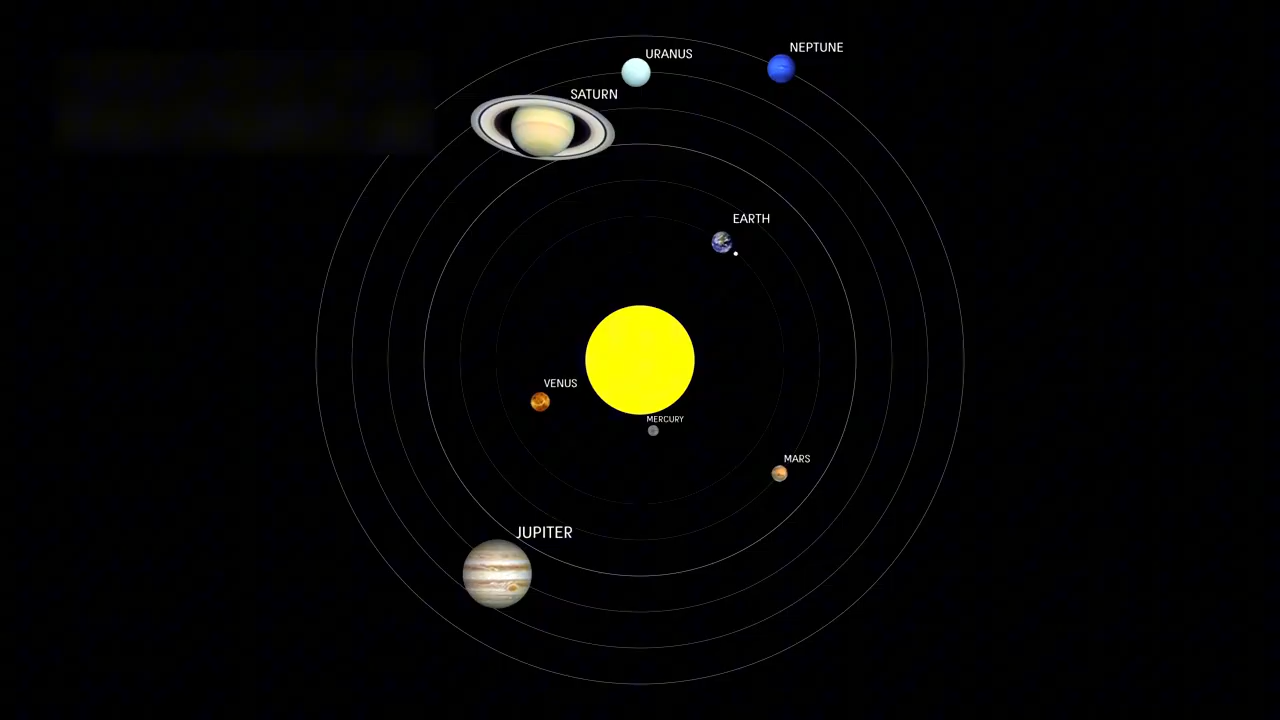 NEPTUNE
URANUS
SATURN
EARTH
VENUS
MERCURY
MARS
JUPITER